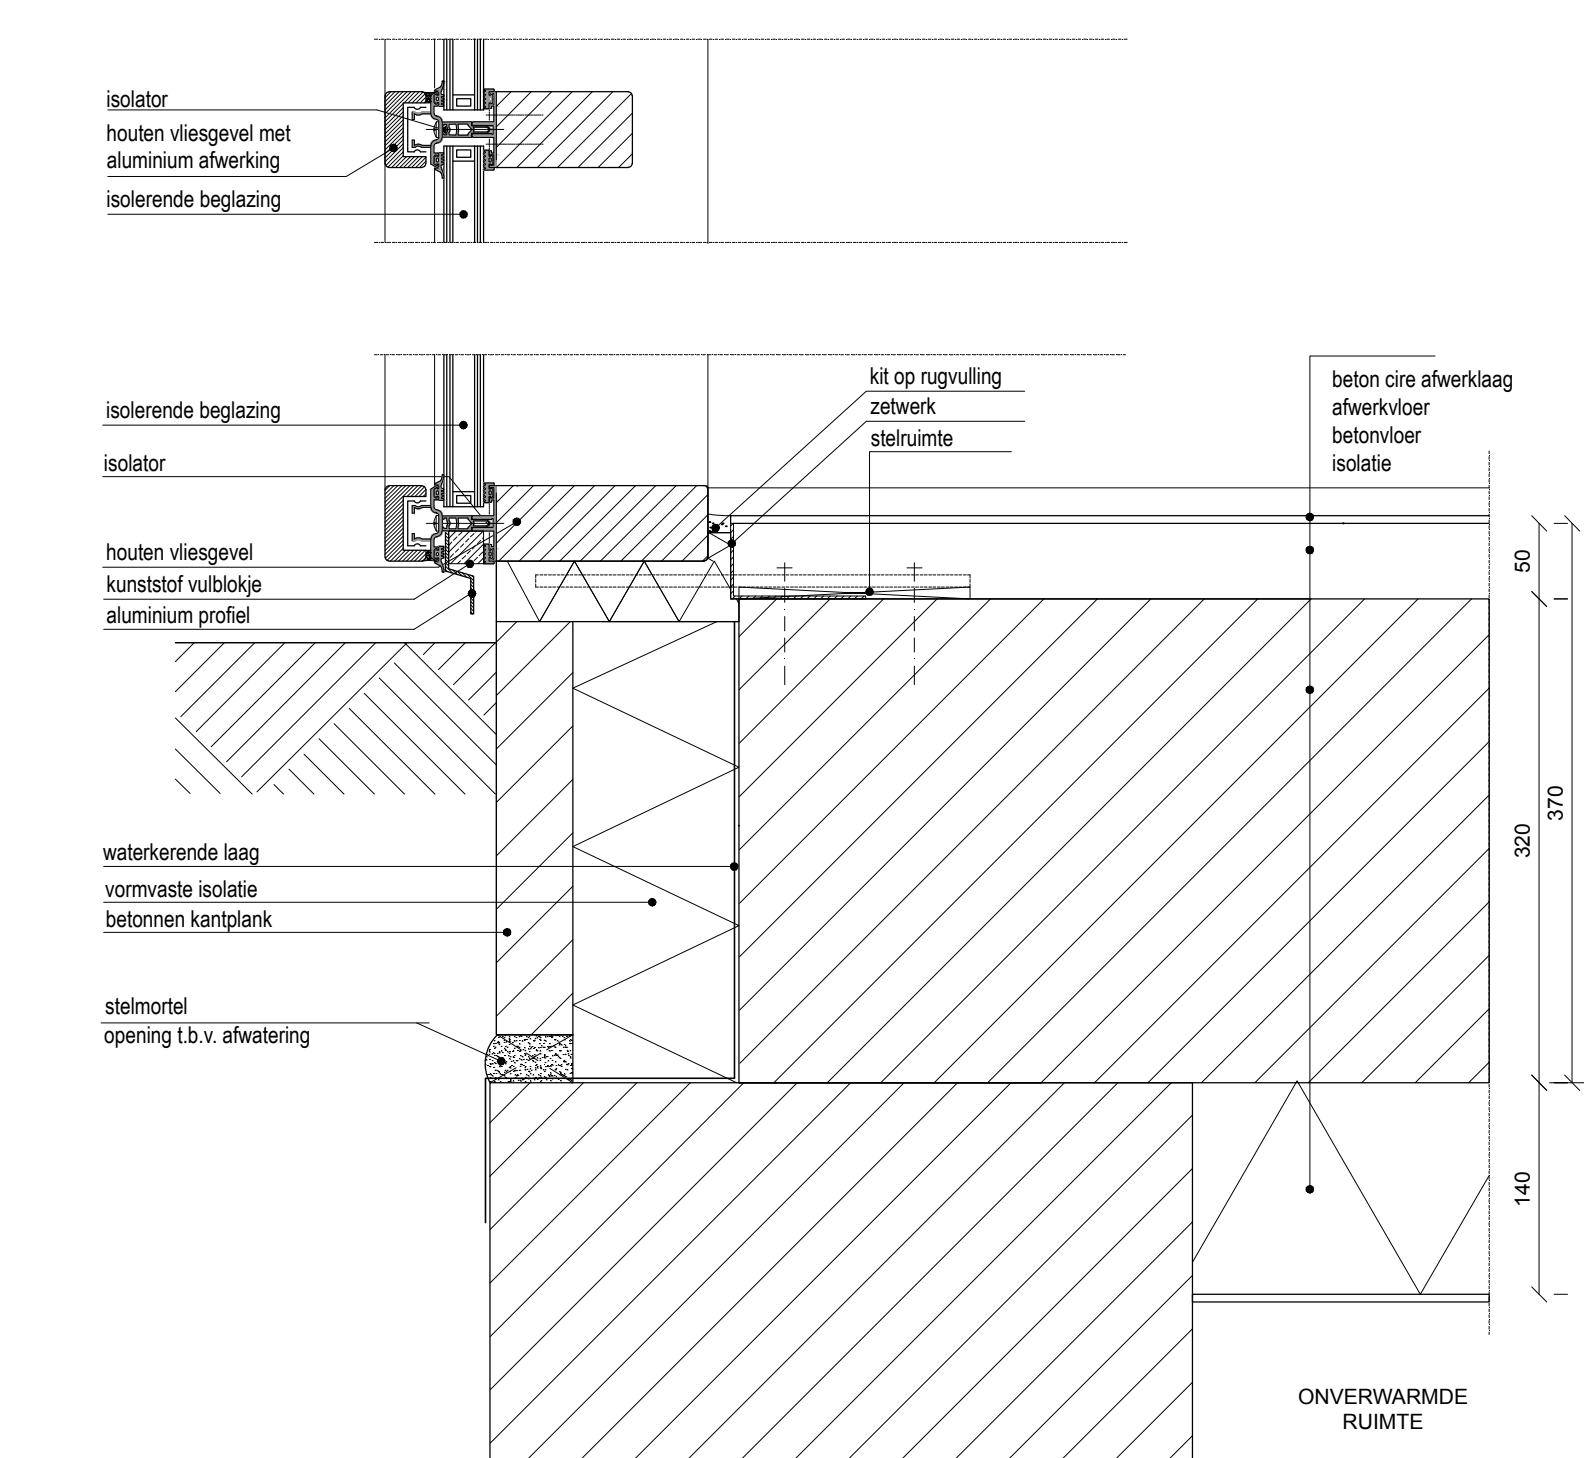 isolator
houten vliesgevel met
aluminium afwerking
isolerende beglazing
isolerende beglazing
isolator
houten vliesgevel
kunststof vulblokje
aluminium profiel
kit op rugvulling
zetwerk
stelruimte
beton cire afwerklaag
afwerkvloer
betonvloer
isolatie
50
320
370
140
waterkerende laag
vormvaste isolatie
betonnen kantplank
stelmortel
opening t.b.v. afwatering
ONVERWARMDE
RUIMTE